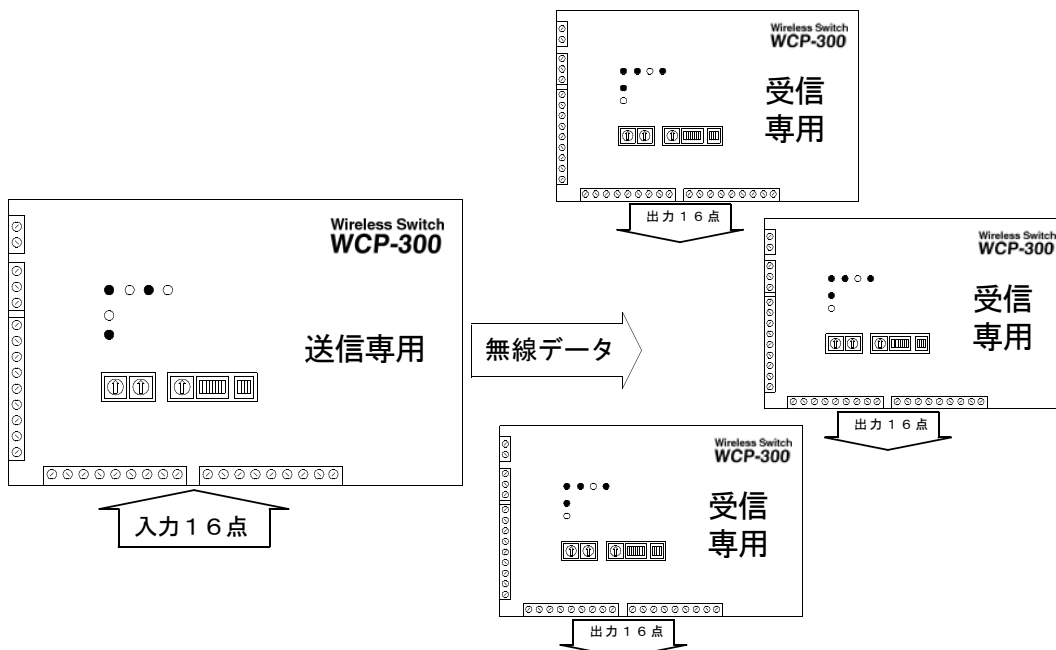 Wireless Switch
WCP-300
受信
専用
出力１６点
Wireless Switch
WCP-300
送信専用
入力１６点
無線データ
Wireless Switch
WCP-300
受信
専用
出力１６点
Wireless Switch
WCP-300
受信
専用
出力１６点